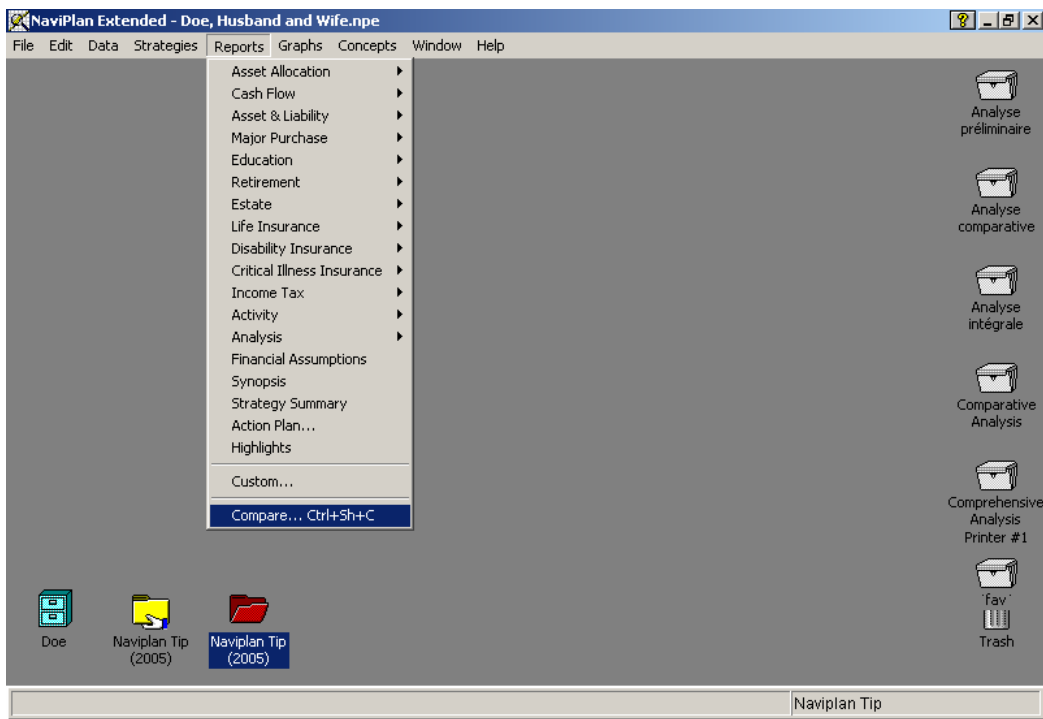 NaviPlan Extended - Doe, Husband and Wife.npe
File Edit Data Strategies Reports Graphs Concepts Window Help
Asset Allocation
Cash Flow
Asset & Liability
Major Purchase
Education
Retirement
Estate
Life Insurance
Disability Insurance
Critical Illness Insurance
Income Tax
Activity
Analysis
Financial Assumptions
Synopsis
Strategy Summary
Action Plan...
Highlights
Custom...
Compare... Ctrl+Sh+C
Analyse
préliminaire
Analyse
comparative
Analyse
intégrale
Comparative
Analysis
Comprehensive
Analysis
Printer #1
`fav`
Trash
Doe
Naviplan Tip
(2005)
Naviplan Tip
(2005)
Naviplan Tip